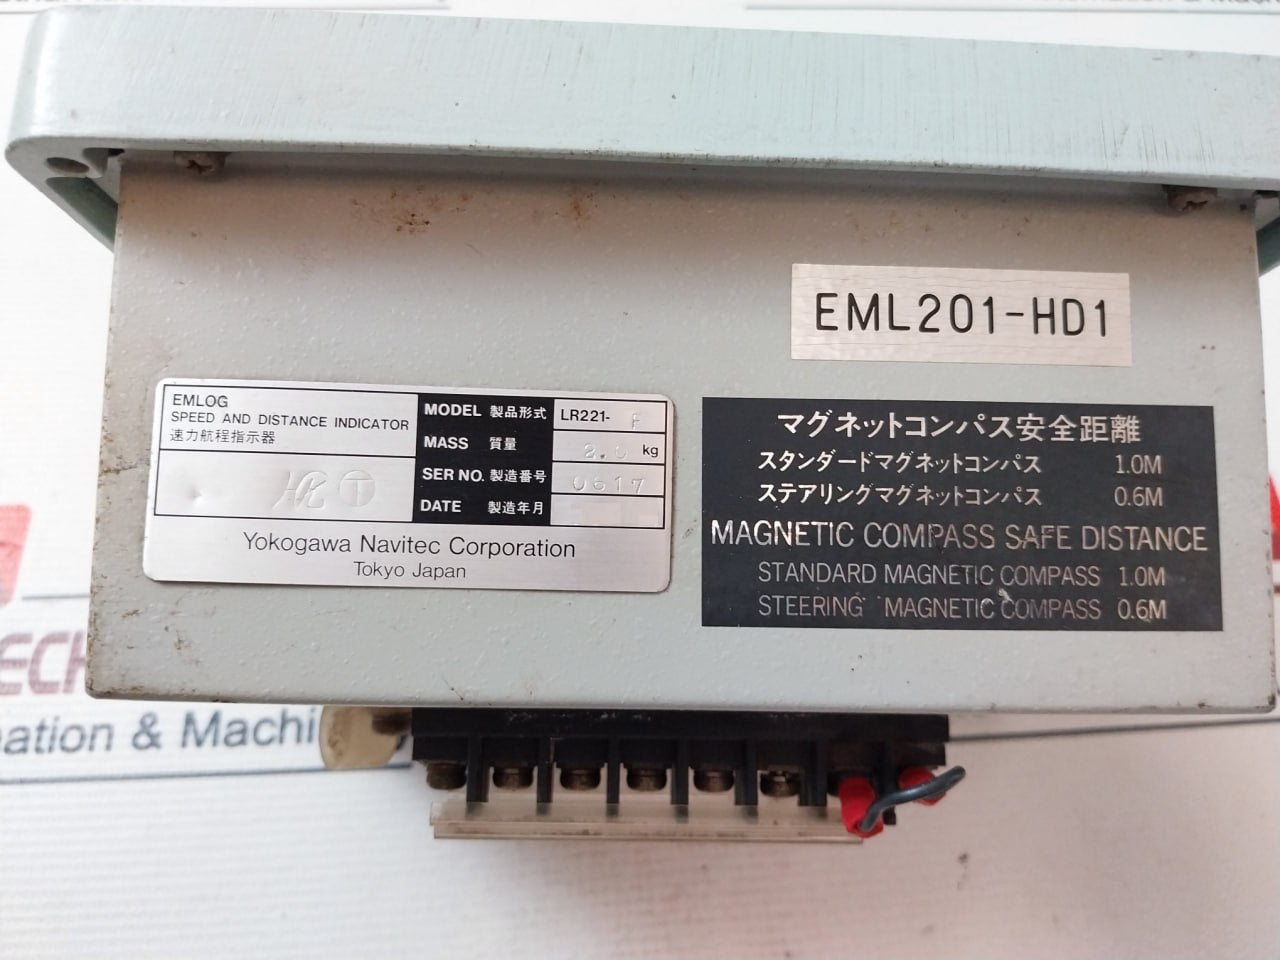 EML201-HD1
EMLOG
SPEED AND DISTANCE INDICATOR
速力航程指示器
MODEL 製品形式 LR221- F
MASS 質量 kg
SER NO. 製造番号 0617
DATE 製造年月
Yokogawa Navitec Corporation
Tokyo Japan
マグネットコンパス安全距離
スタンダードマグネットコンパス 1.0M
ステアリングマグネットコンパス 0.6M
MAGNETIC COMPASS SAFE DISTANCE
STANDARD MAGNETIC COMPASS 1.0M
STEERING MAGNETIC COMPASS 0.6M
ECH
ation & Machi